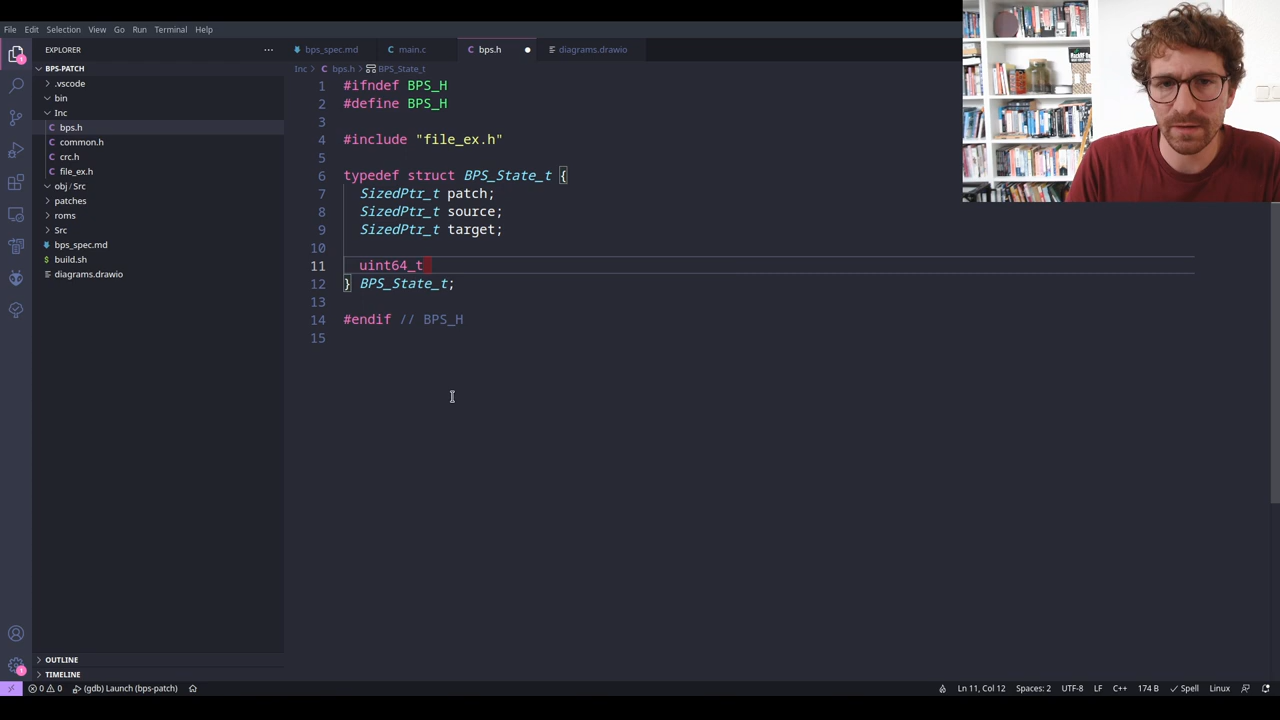 File Edit Selection View Go Run Terminal Help
EXPLORER
BPS-PATCH
.vscode
bin
Inc
bps.h
common.h
crc.h
file_ex.h
obj / Src
patches
roms
Src
bps_spec.md
build.sh
diagrams.drawio
OUTLINE
TIMELINE
bps_spec.md main.c bps.h diagrams.drawio
Inc > bps.h > BPS_State_t
1 #ifndef BPS_H
2 #define BPS_H
3
4 #include "file_ex.h"
5
6 typedef struct BPS_State_t {
7 SizedPtr_t patch;
8 SizedPtr_t source;
9 SizedPtr_t target;
10
11 uint64_t
12 } BPS_State_t;
13
14 #endif // BPS_H
15
0 0 (gdb) Launch (bps-patch) Ln 11, Col 12 Spaces: 2 UTF-8 LF C++ 174 B Spell Linux